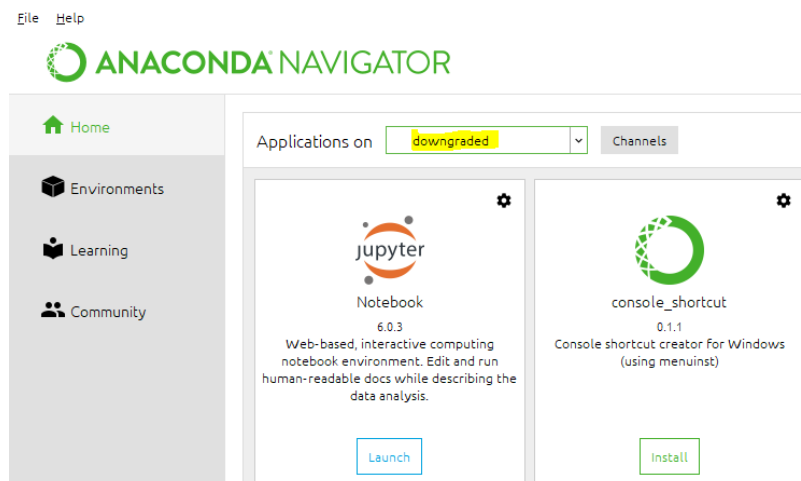 File Help
ANACONDA NAVIGATOR
Home
Environments
Learning
Community
Applications on downgraded Channels
jupyter
Notebook
6.0.3
Web-based, interactive computing
notebook environment. Edit and run
human-readable docs while describing the
data analysis.
Launch
console_shortcut
0.1.1
Console shortcut creator for Windows
(using menuinst)
Install